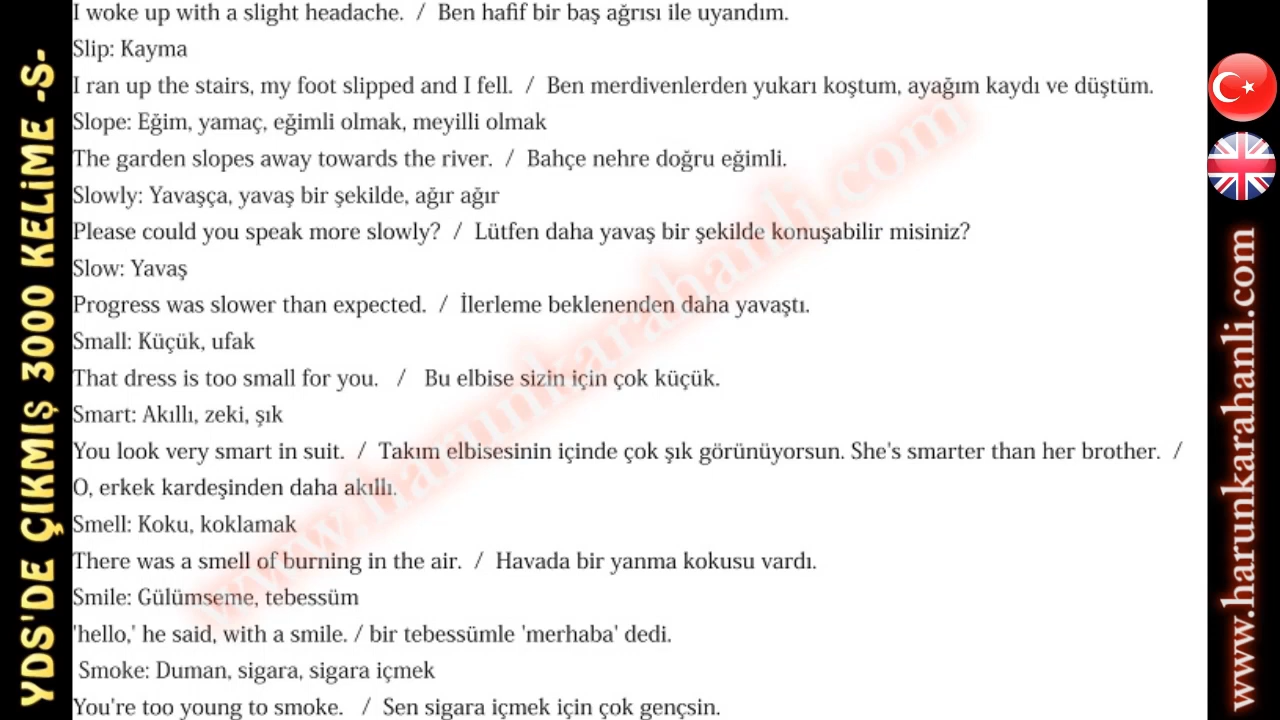 YDS'DE ÇIKMIŞ 3000 KELİME -S-
I woke up with a slight headache. / Ben hafif bir baş ağrısı ile uyandım.
Slip: Kayma
I ran up the stairs, my foot slipped and I fell. / Ben merdivenlerden yukarı koştum, ayağım kaydı ve düştüm.
Slope: Eğim, yamaç, eğimli olmak, meyilli olmak
The garden slopes away towards the river. / Bahçe nehre doğru eğimli.
Slowly: Yavaşça, yavaş bir şekilde, ağır ağır
Please could you speak more slowly? / Lütfen daha yavaş bir şekilde konuşabilir misiniz?
Slow: Yavaş
Progress was slower than expected. / İlerleme beklenenden daha yavaştı.
Small: Küçük, ufak
That dress is too small for you. / Bu elbise sizin için çok küçük.
Smart: Akıllı, zeki, şık
You look very smart in suit. / Takım elbisesinin içinde çok şık görünüyorsun. She's smarter than her brother. /
O, erkek kardeşinden daha akıllı.
Smell: Koku, koklamak
There was a smell of burning in the air. / Havada bir yanma kokusu vardı.
Smile: Gülümseme, tebessüm
'hello,' he said, with a smile. / bir tebessümle 'merhaba' dedi.
Smoke: Duman, sigara, sigara içmek
You're too young to smoke. / Sen sigara içmek için çok gençsin.
www.harunkarahanli.com
www.harunkarahanli.com